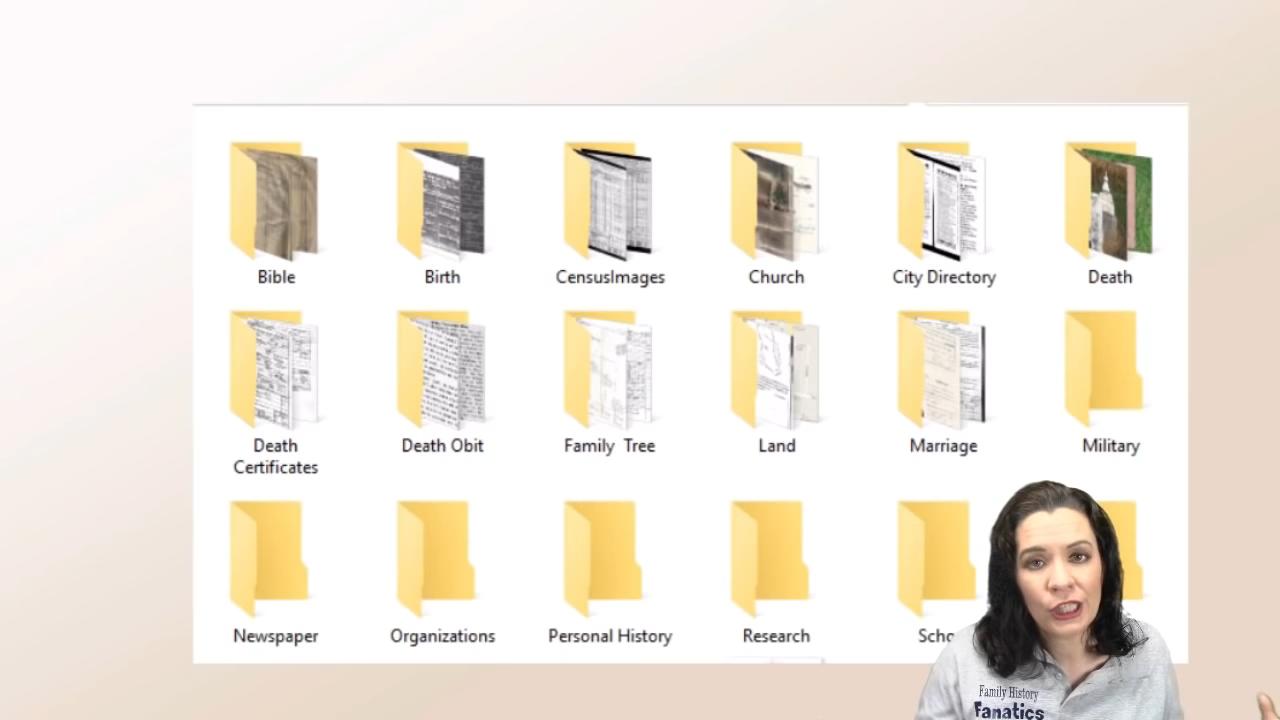 Bible
Birth
CensusImages
Church
City Directory
Death
Death
Certificates
Death Obit
Family Tree
Land
Marriage
Military
Newspaper
Organizations
Personal History
Research
Family History
Fanatics